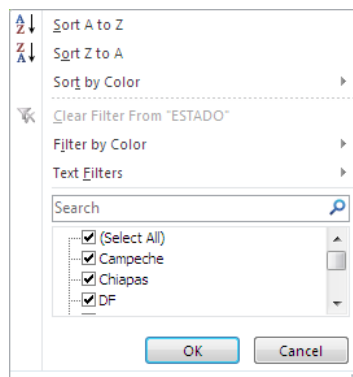 Sort A to Z
Sort Z to A
Sort by Color
Clear Filter From "ESTADO"
Filter by Color
Text Filters
Search
(Select All)
Campeche
Chiapas
DF
OK Cancel